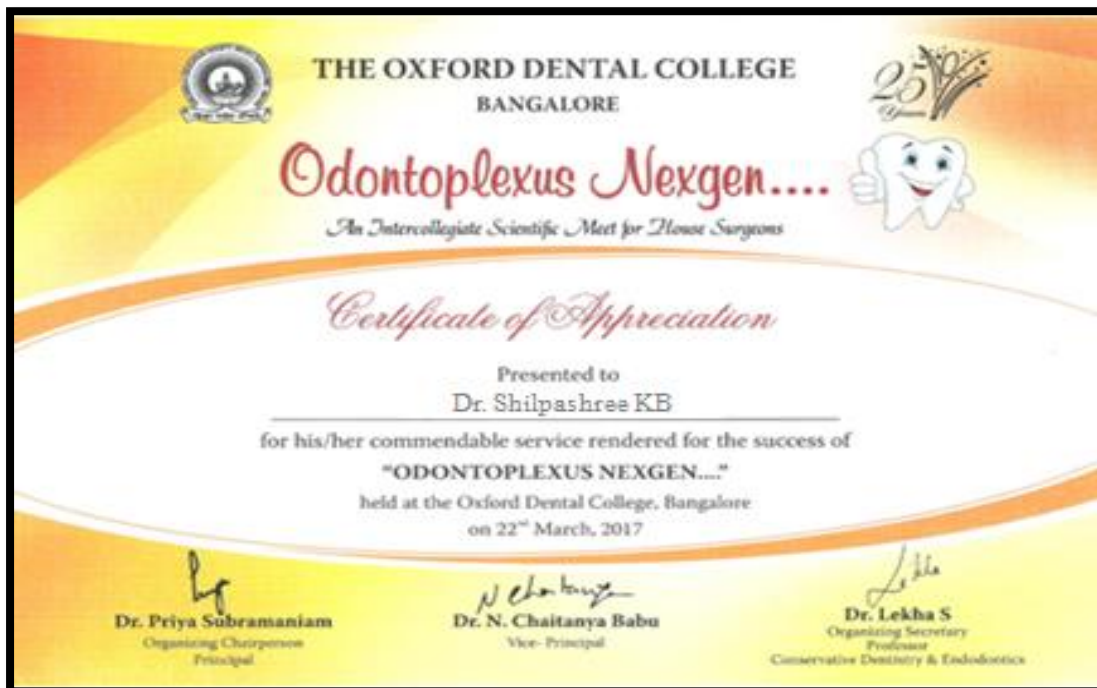 THE OXFORD DENTAL COLLEGE
BANGALORE
25
Years
Odontoplexus Nexgen....
An Intercollegiate Scientific Meet for House Surgeons
Certificate of Appreciation
Presented to
Dr. Shilpashree KB
for his/her commendable service rendered for the success of
"ODONTOPLEXUS NEXGEN...."
held at the Oxford Dental College, Bangalore
on 22nd March, 2017
N Chaitanya
Lekha
Dr. Priya Subramaniam
Organizing Chairperson
Principal
Dr. N. Chaitanya Babu
Vice- Principal
Dr. Lekha S
Organizing Secretary
Professor
Conservative Dentistry & Endodontics